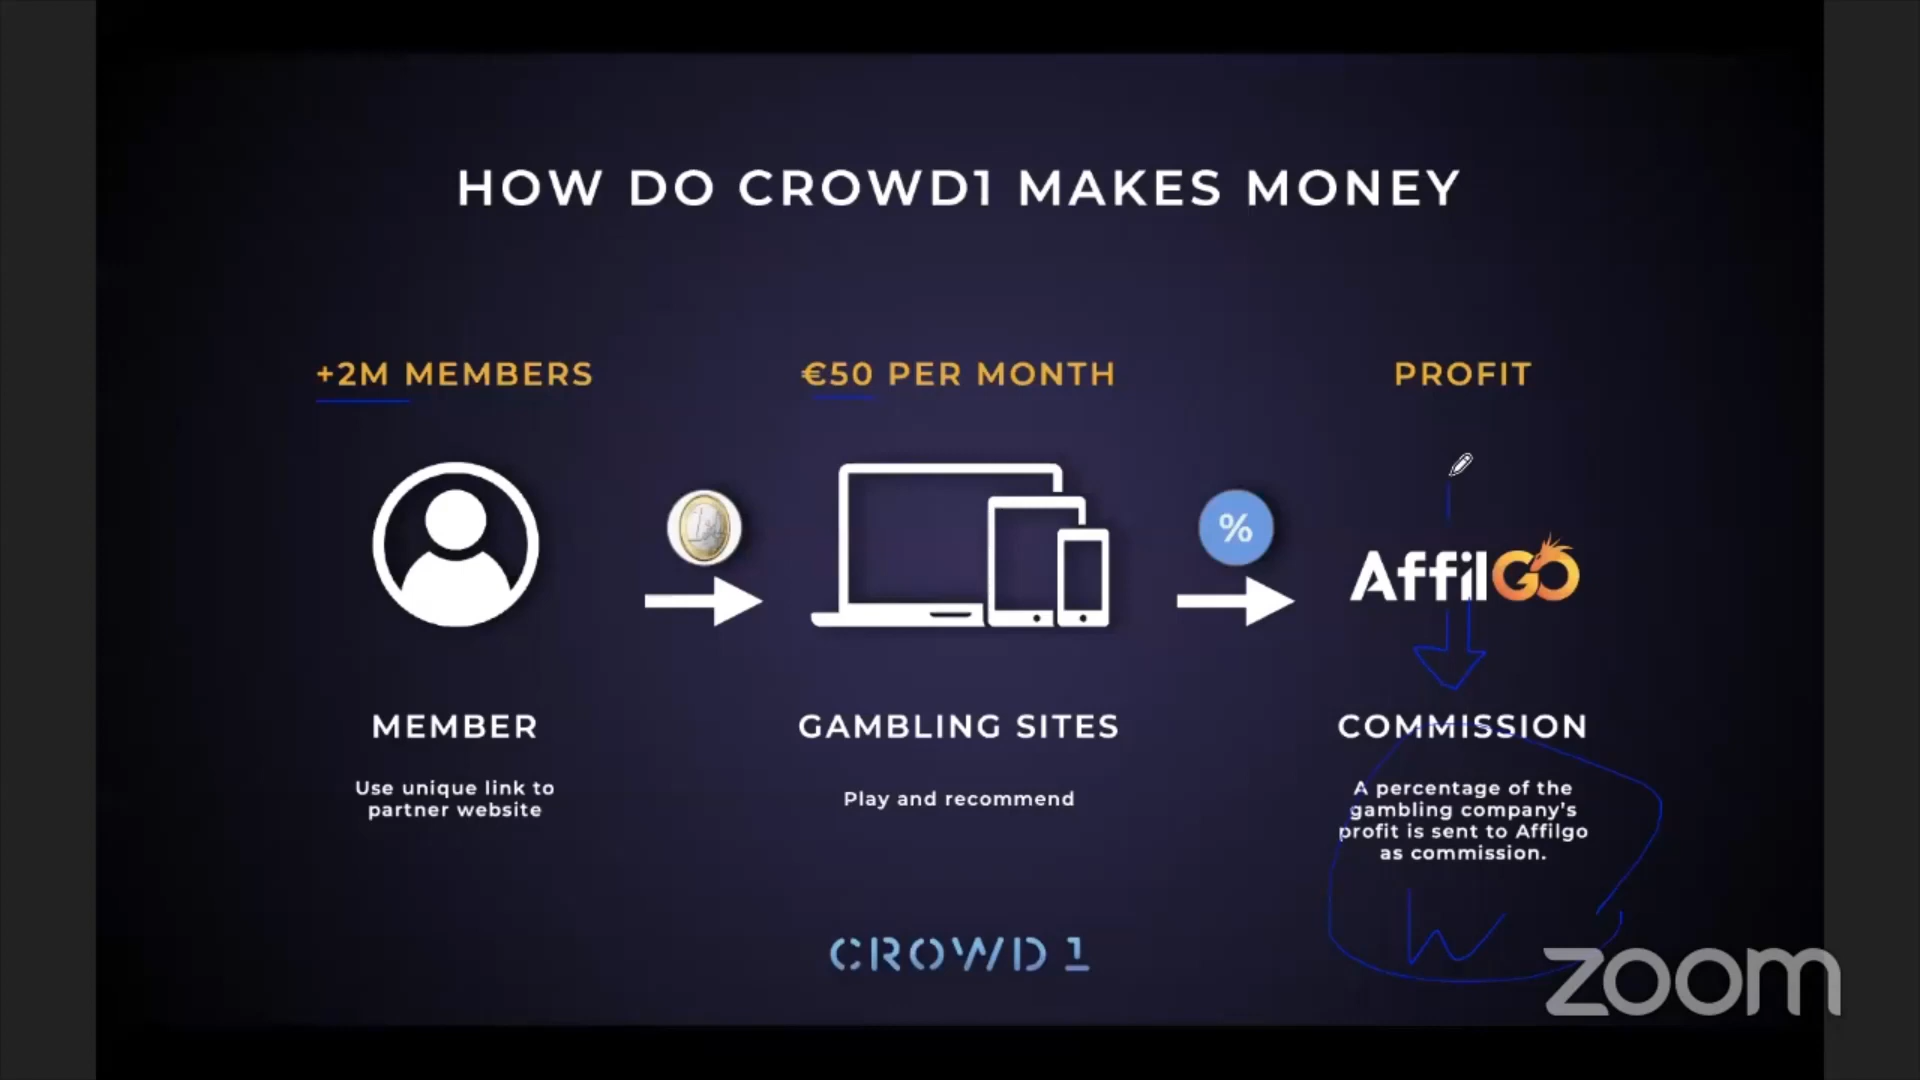 HOW DO CROWD1 MAKES MONEY
+2M MEMBERS
€50 PER MONTH
PROFIT
%
AffilGO
MEMBER
GAMBLING SITES
COMMISSION
Use unique link to
partner website
Play and recommend
A percentage of the
gambling company's
profit is sent to Affilgo
as commission.
CROWD 1
zoom